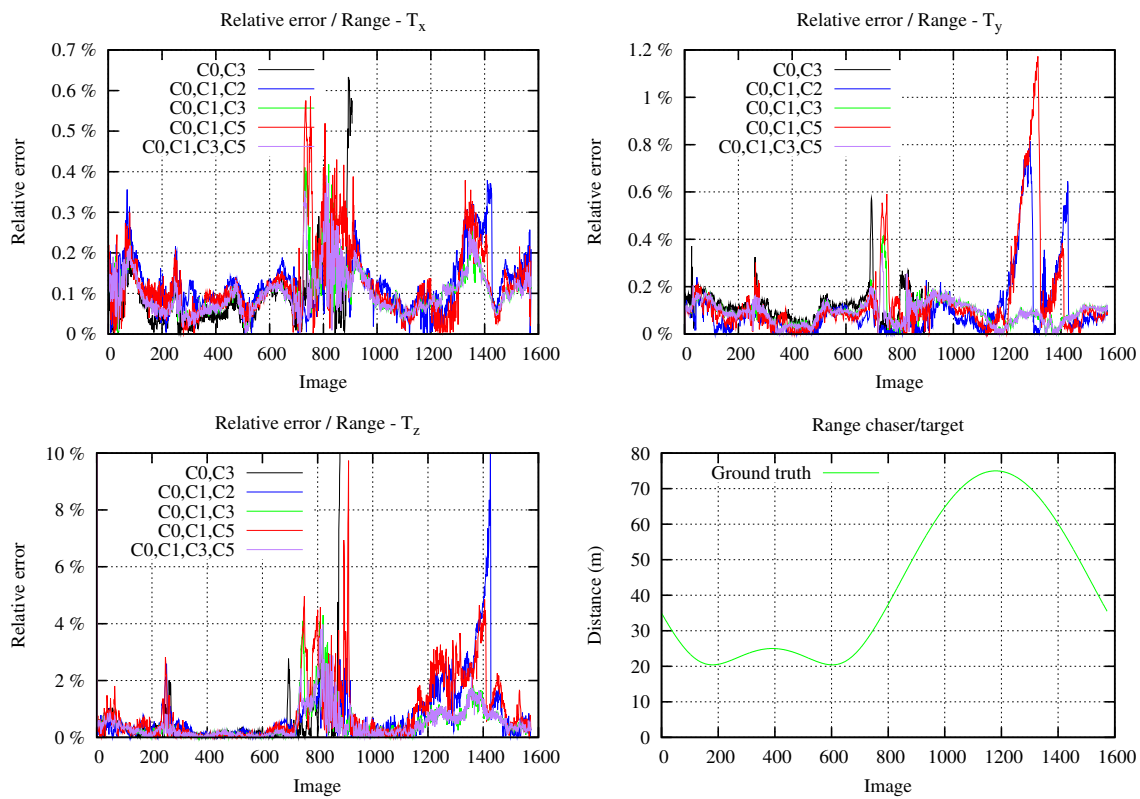 Relative error / Range - Tx
0.7 %
0.6 %
0.5 %
0.4 %
0.3 %
0.2 %
0.1 %
0 %
Relative error
C0,C3
C0,C1,C2
C0,C1,C3
C0,C1,C5
C0,C1,C3,C5
0 200 400 600 800 1000 1200 1400 1600
Image
Relative error / Range - Ty
1.2 %
1 %
0.8 %
0.6 %
0.4 %
0.2 %
0 %
Relative error
C0,C3
C0,C1,C2
C0,C1,C3
C0,C1,C5
C0,C1,C3,C5
0 200 400 600 800 1000 1200 1400 1600
Image
Relative error / Range - Tz
10 %
8 %
6 %
4 %
2 %
0 %
Relative error
C0,C3
C0,C1,C2
C0,C1,C3
C0,C1,C5
C0,C1,C3,C5
0 200 400 600 800 1000 1200 1400 1600
Image
Range chaser/target
80
70
60
50
40
30
20
10
0
Distance (m)
Ground truth
0 200 400 600 800 1000 1200 1400 1600
Image